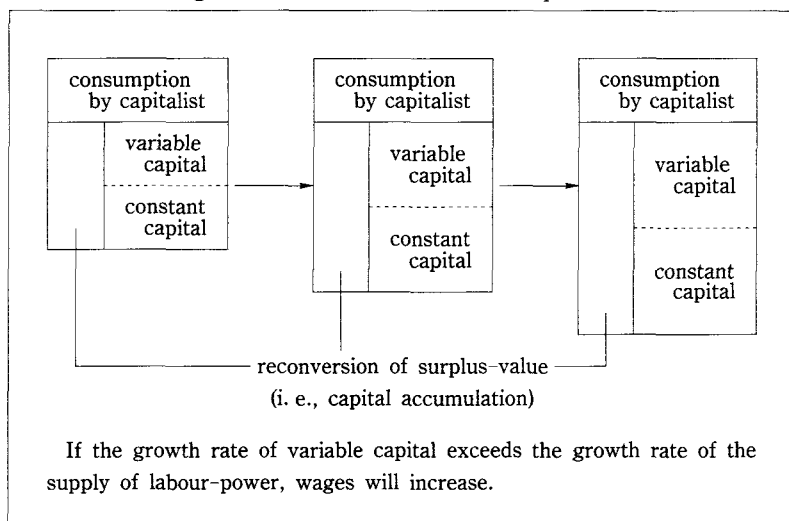 consumption
by capitalist
variable
capital
constant
capital
consumption
by capitalist
variable
capital
constant
capital
consumption
by capitalist
variable
capital
constant
capital
reconversion of surplus-value
(i. e., capital accumulation)
If the growth rate of variable capital exceeds the growth rate of the
supply of labour-power, wages will increase.